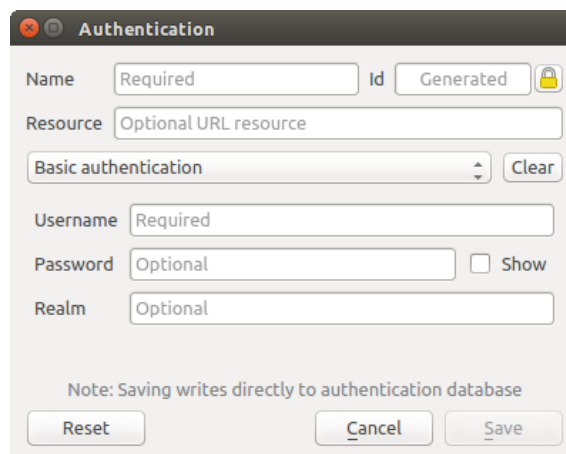 Authentication
Name Required Id Generated
Resource Optional URL resource
Basic authentication Clear
Username Required
Password Optional Show
Realm Optional
Note: Saving writes directly to authentication database
Reset Cancel Save